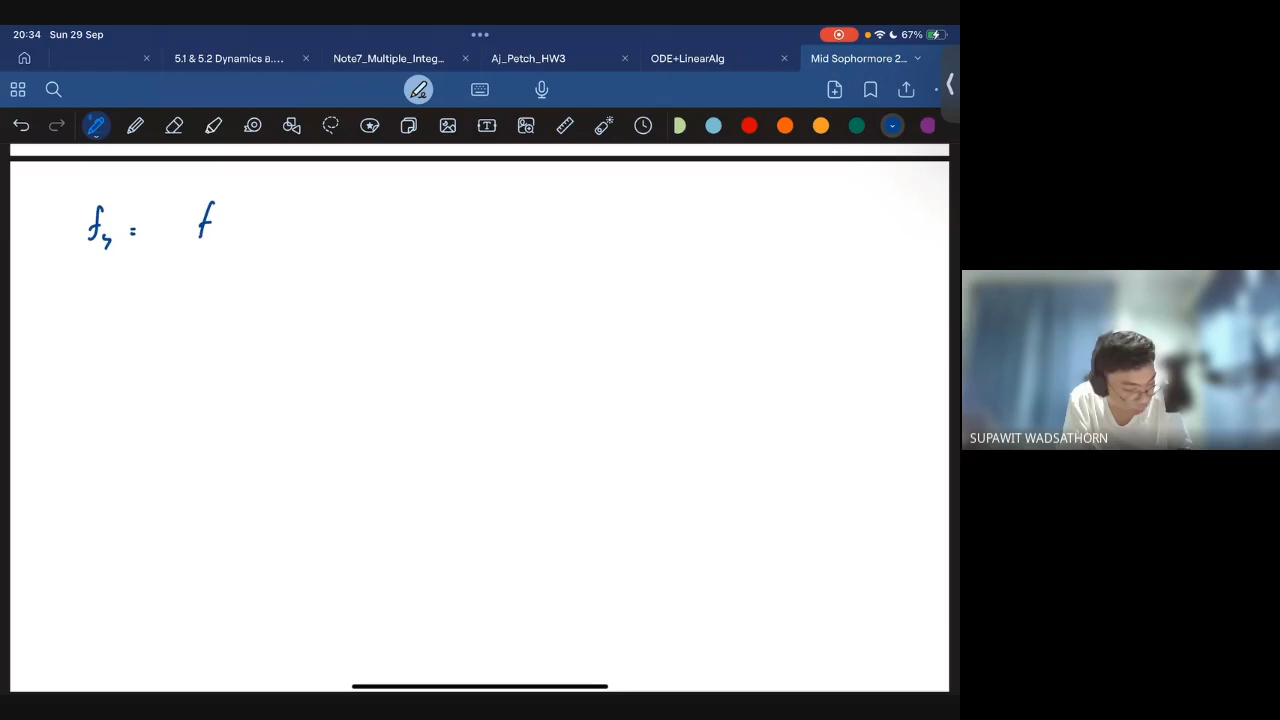 20:34 Sun 29 Sep 67%
5.1 & 5.2 Dynamics a.... Note7_Multiple_Integ... Aj_Petch_HW3 ODE+LinearAlg Mid Sophormore 2...
f = f
SUPAWIT WADSATHORN